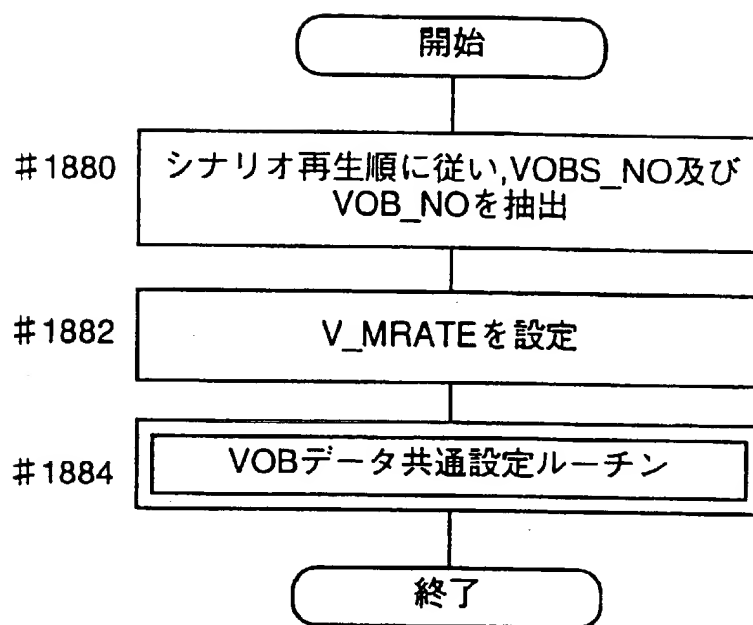 開始
#1880
シナリオ再生順に従い,VOBS_NO及び
VOB_NOを抽出
#1882
V_MRATEを設定
#1884
VOBデータ共通設定ルーチン
終了